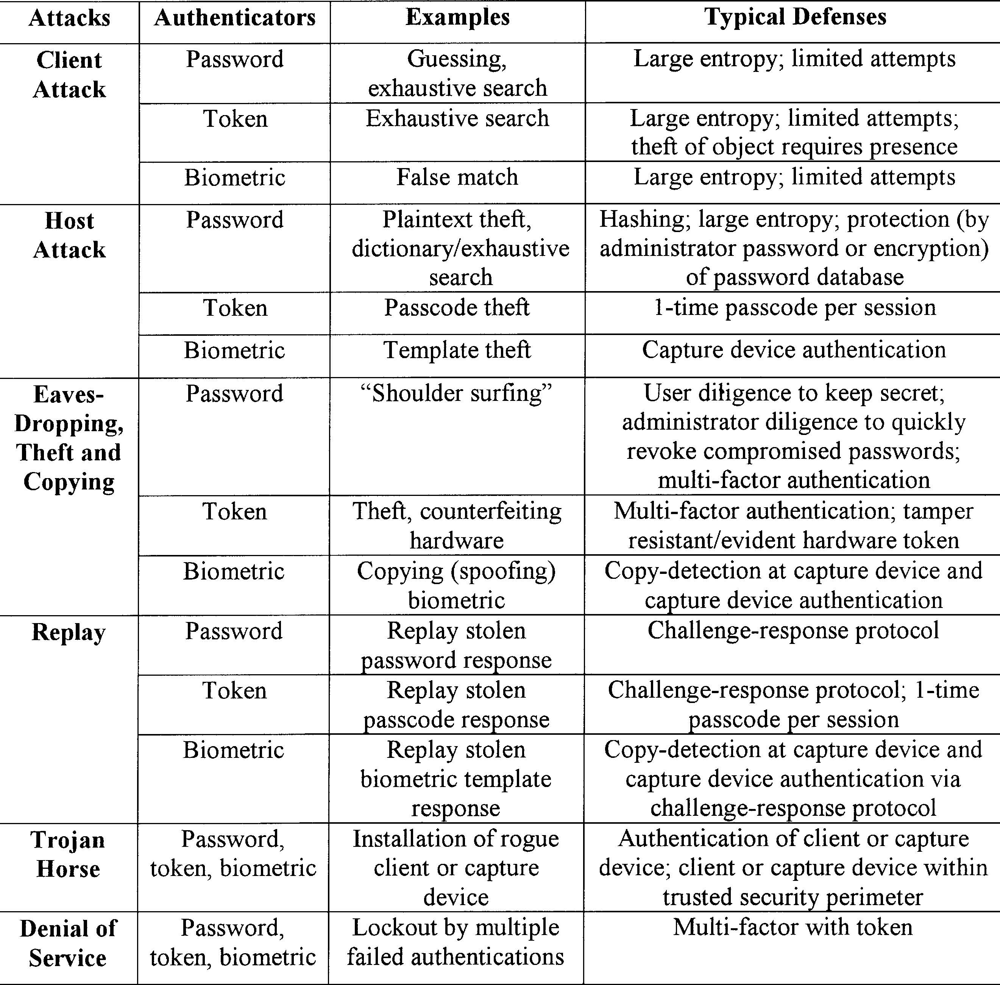 Attacks Authenticators Examples Typical Defenses
Client Attack
Password
Guessing,
exhaustive search
Large entropy; limited attempts
Token
Exhaustive search
Large entropy; limited attempts;
theft of object requires presence
Biometric
False match
Large entropy; limited attempts
Host
Attack
Password
Plaintext theft,
dictionary/exhaustive
search
Hashing; large entropy; protection (by
administrator password or encryption)
of password database
Token
Passcode theft
1-time passcode per session
Biometric
Template theft
Capture device authentication
Eaves-
Dropping,
Theft and
Copying
Password
“Shoulder surfing”
User diligence to keep secret;
administrator diligence to quickly
revoke compromised passwords;
multi-factor authentication
Token
Theft, counterfeiting
hardware
Multi-factor authentication; tamper
resistant/evident hardware token
Biometric
Copying (spoofing)
biometric
Copy-detection at capture device and
capture device authentication
Replay
Password
Replay stolen
password response
Challenge-response protocol
Token
Replay stolen
passcode response
Challenge-response protocol; 1-time
passcode per session
Biometric
Replay stolen
biometric template
response
Copy-detection at capture device and
capture device authentication via
challenge-response protocol
Trojan
Horse
Password,
token, biometric
Installation of rogue
client or capture
device
Authentication of client or capture
device; client or capture device within
trusted security perimeter
Denial of
Service
Password,
token, biometric
Lockout by multiple
failed authentications
Multi-factor with token